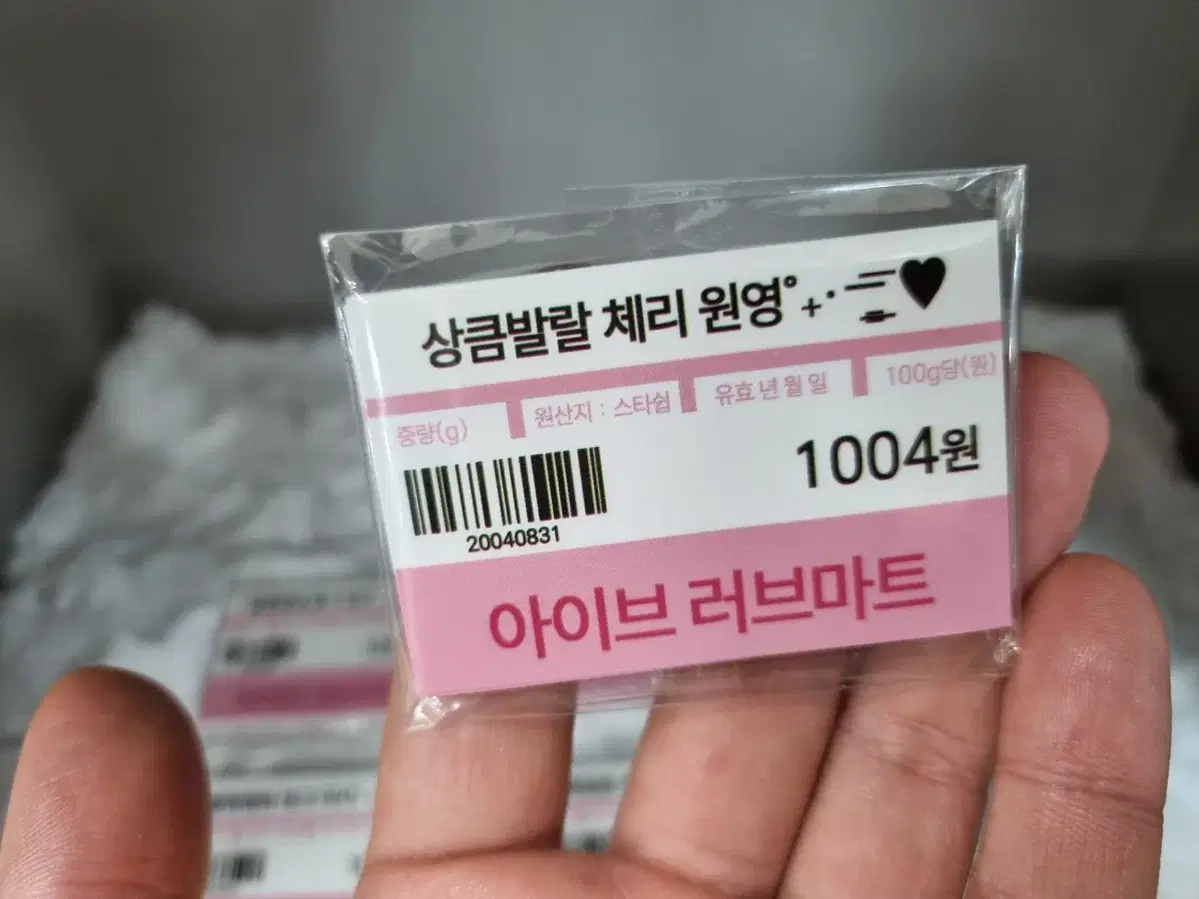 상큼발랄 체리 원영°₊· ͟͟͞͞♥
중량(g) 원산지 : 스타쉽 유효년월일 100g당(원)
1004원
20040831
아이브 러브마트